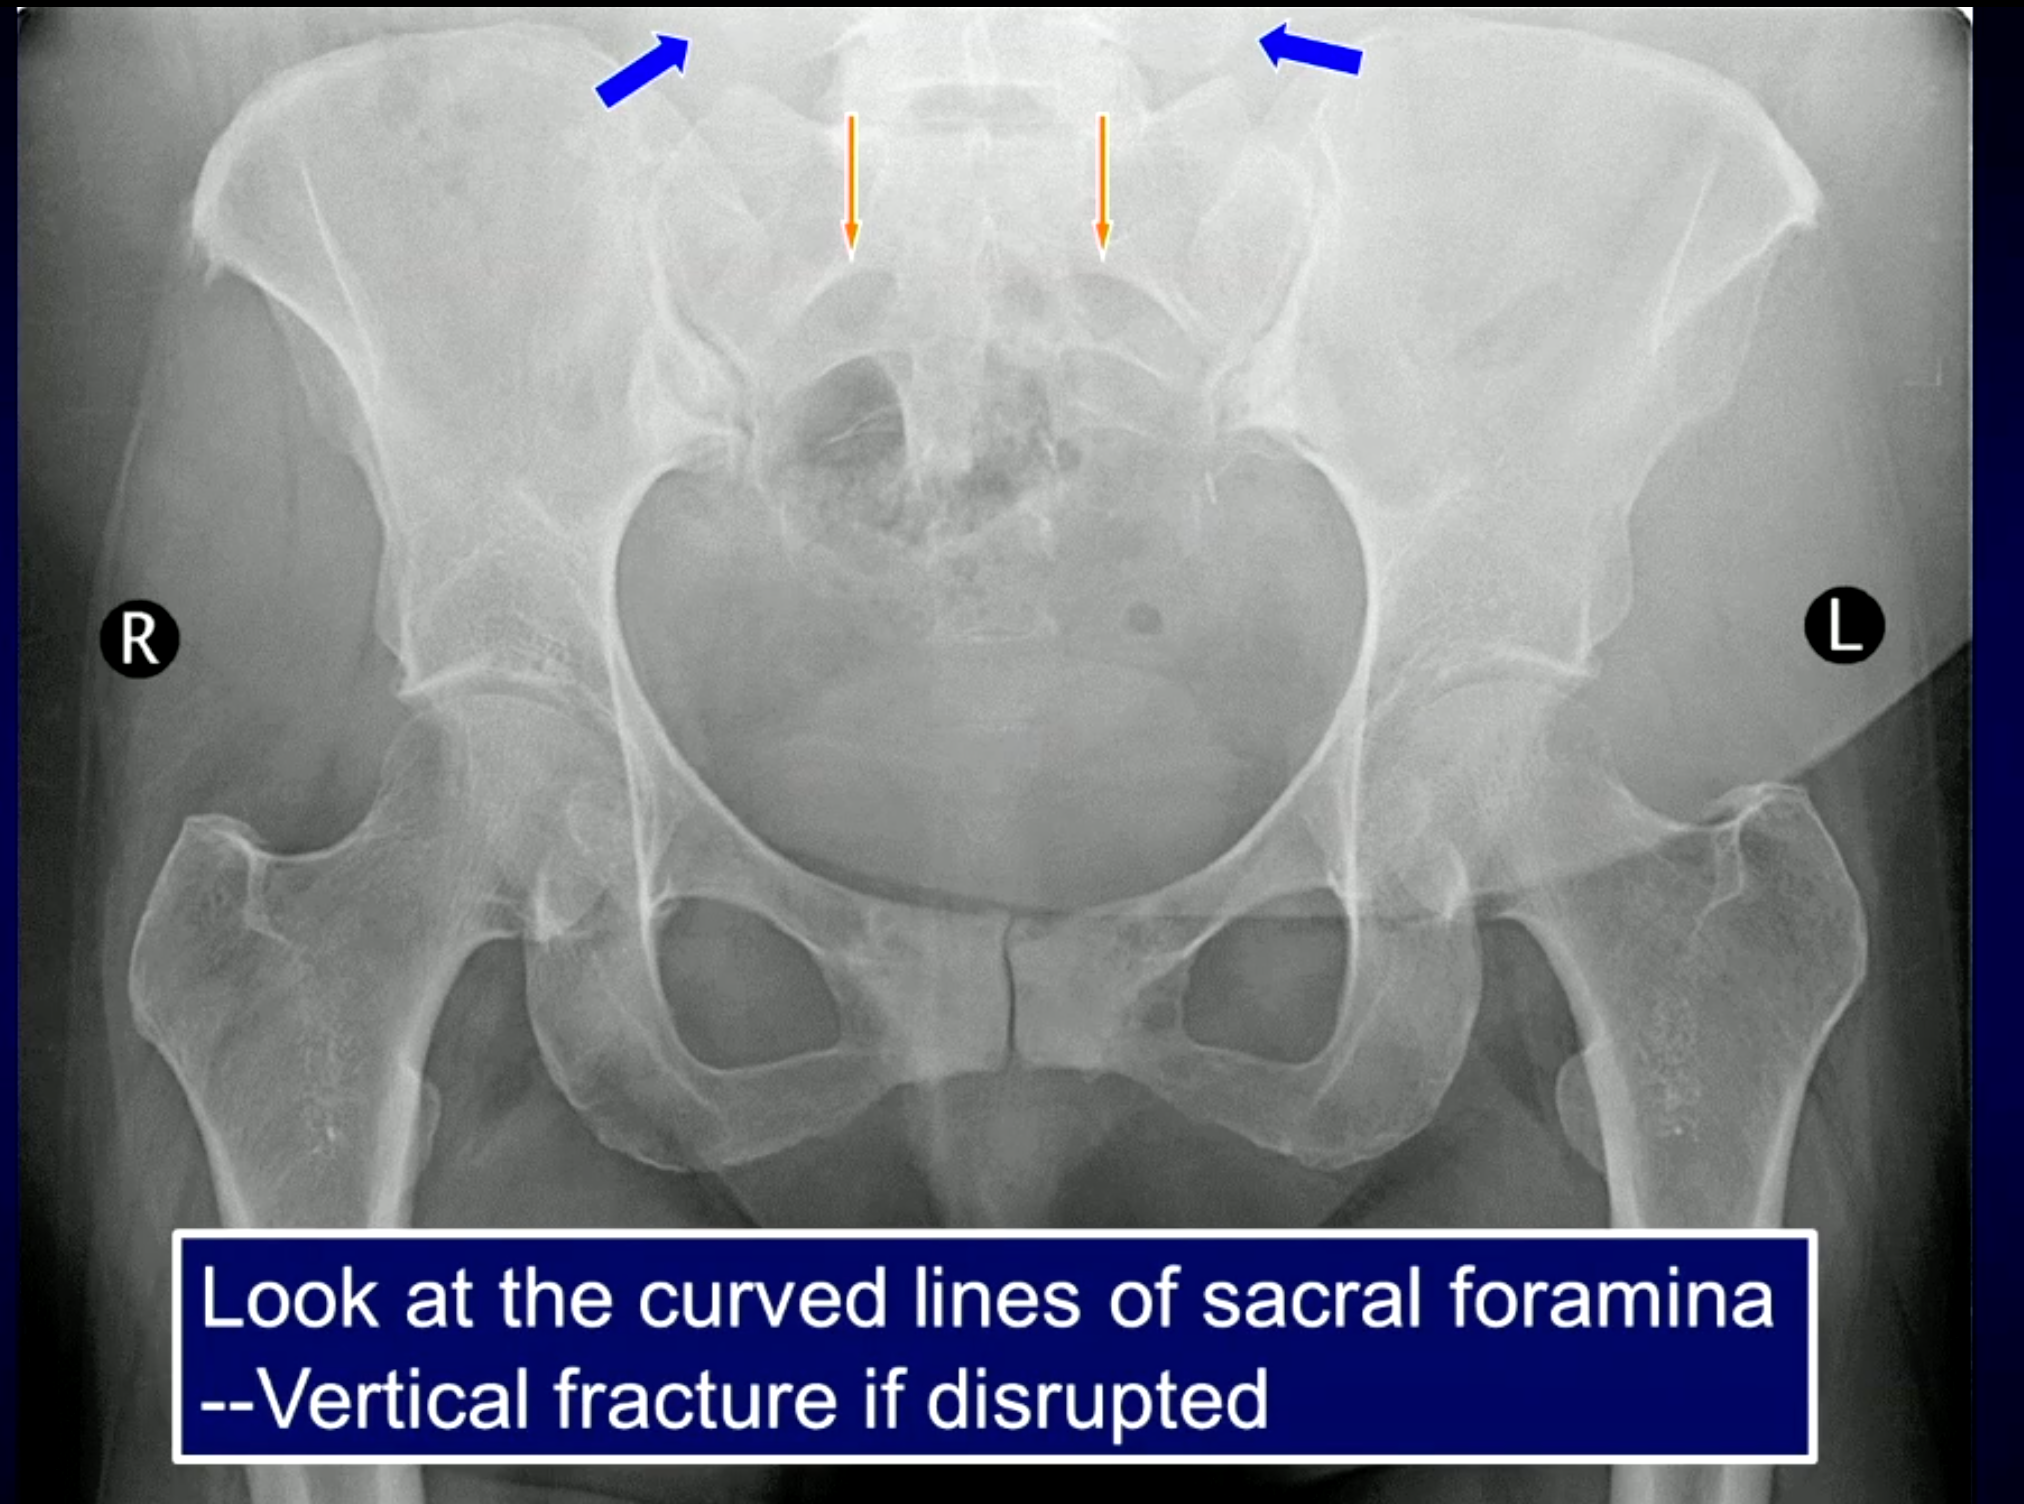 R
L
Look at the curved lines of sacral foramina
--Vertical fracture if disrupted